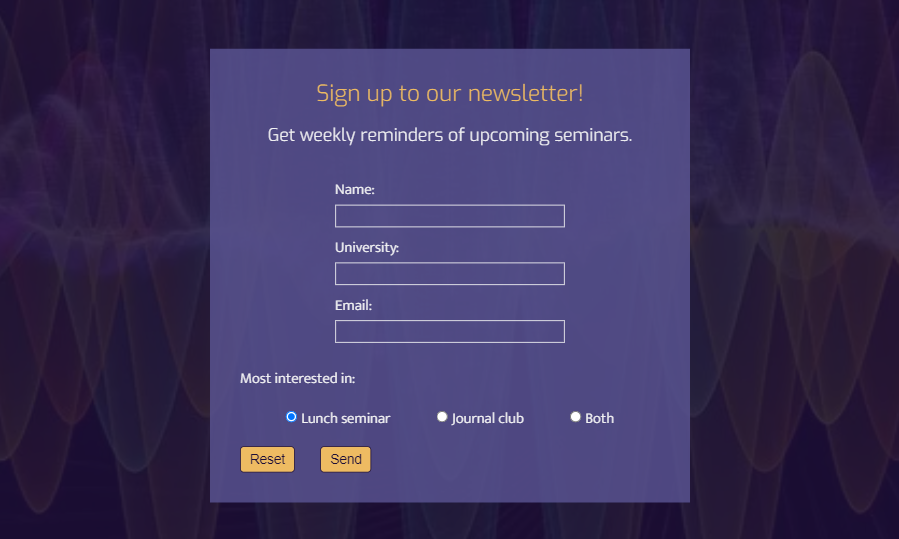 Sign up to our newsletter!
Get weekly reminders of upcoming seminars.
Name:
University:
Email:
Most interested in:
Lunch seminar Journal club Both
Reset Send